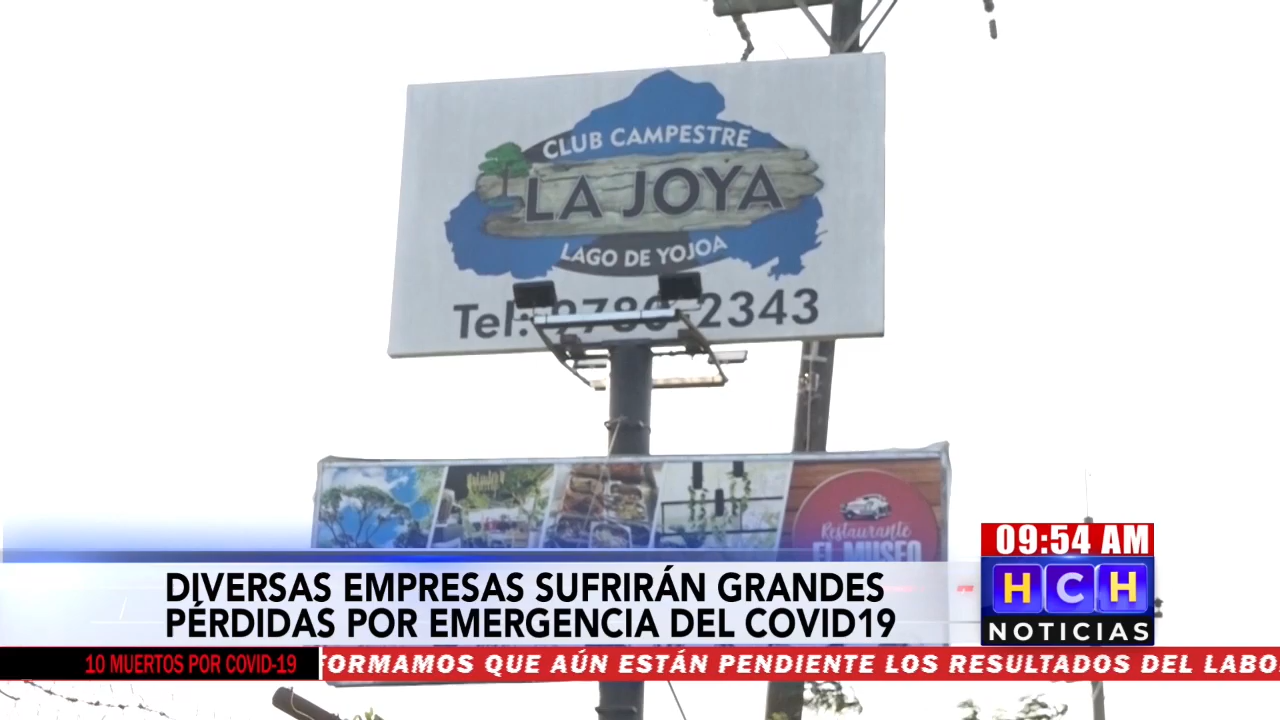 CLUB CAMPESTRE
LA JOYA
LAGO DE YOJOA
Tel: 9780-2343
Restaurante
EL MUSEO
09:54 AM
HCH
NOTICIAS
DIVERSAS EMPRESAS SUFRIRÁN GRANDES
PÉRDIDAS POR EMERGENCIA DEL COVID19
10 MUERTOS POR COVID-19
FORMAMOS QUE AÚN ESTÁN PENDIENTE LOS RESULTADOS DEL LABO